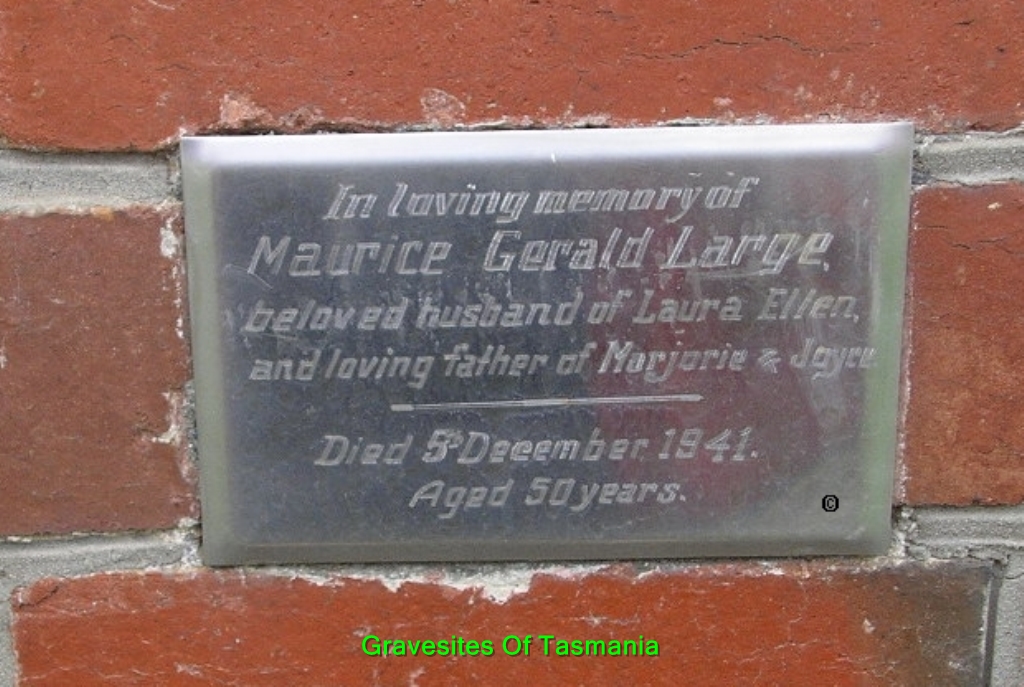 In loving memory of
Maurice Gerald Large,
beloved husband of Laura Ellen,
and loving father of Marjorie & Joyce
Died 5th December, 1941.
Aged 50 years.
©
Gravesites Of Tasmania